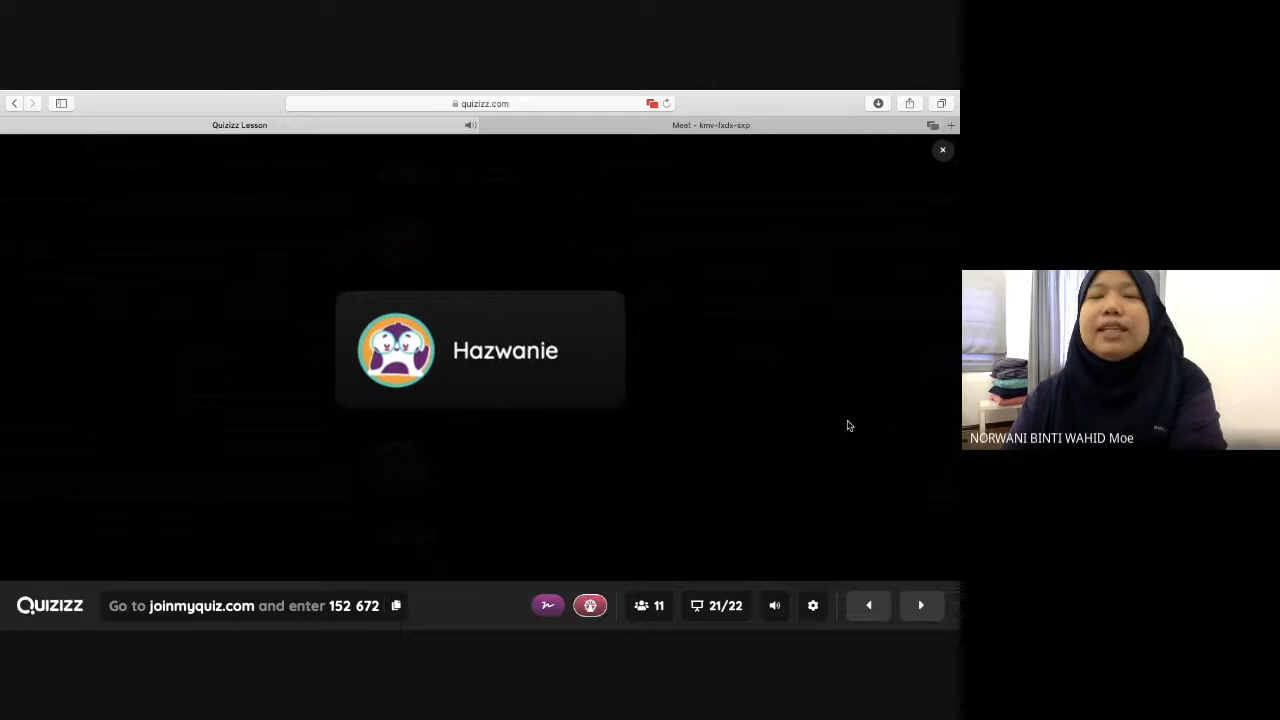 quizizz.com
Quizizz Lesson
Meet - kmv-fxdx-sxp
Hazwanie
NORWANI BINTI WAHID Moe
QUIZIZZ
Go to joinmyquiz.com and enter 152 672
11
21/22